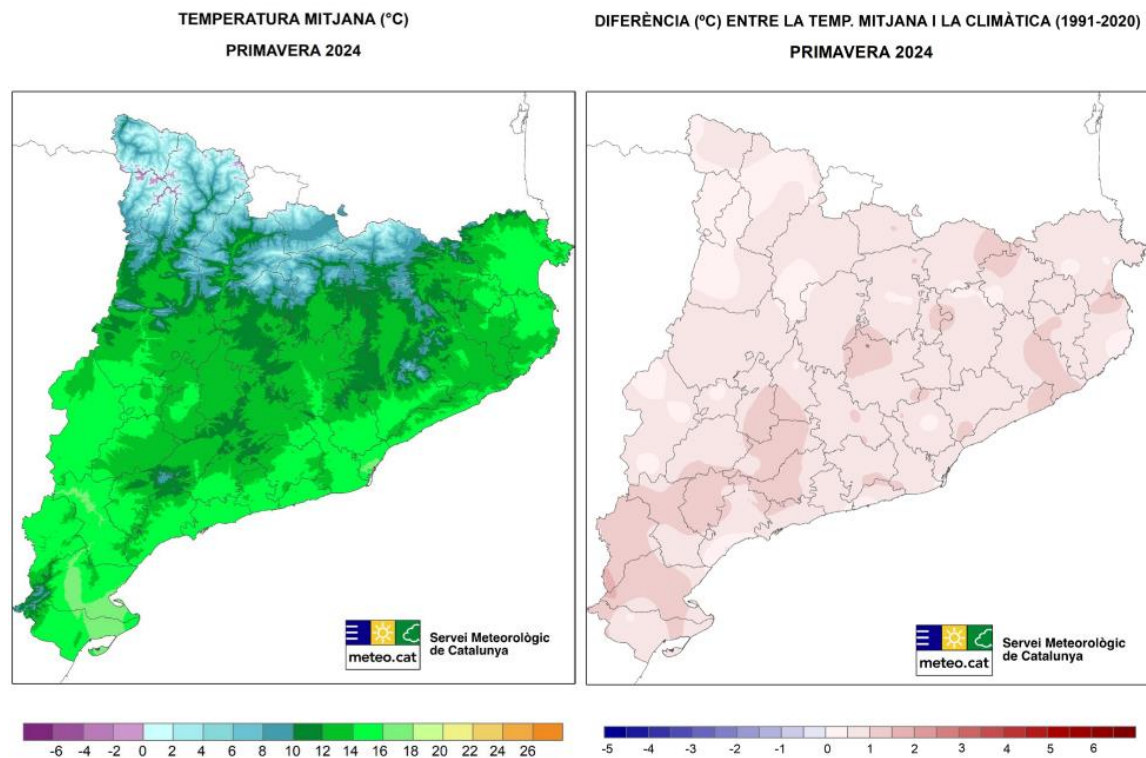 TEMPERATURA MITJANA (°C)
PRIMAVERA 2024
DIFERÈNCIA (ºC) ENTRE LA TEMP. MITJANA I LA CLIMÀTICA (1991-2020)
PRIMAVERA 2024
meteo.cat
Servei Meteorològic
de Catalunya
meteo.cat
Servei Meteorològic
de Catalunya
-6 -4 -2 0 2 4 6 8 10 12 14 16 18 20 22 24 26
-5 -4 -3 -2 -1 0 1 2 3 4 5 6